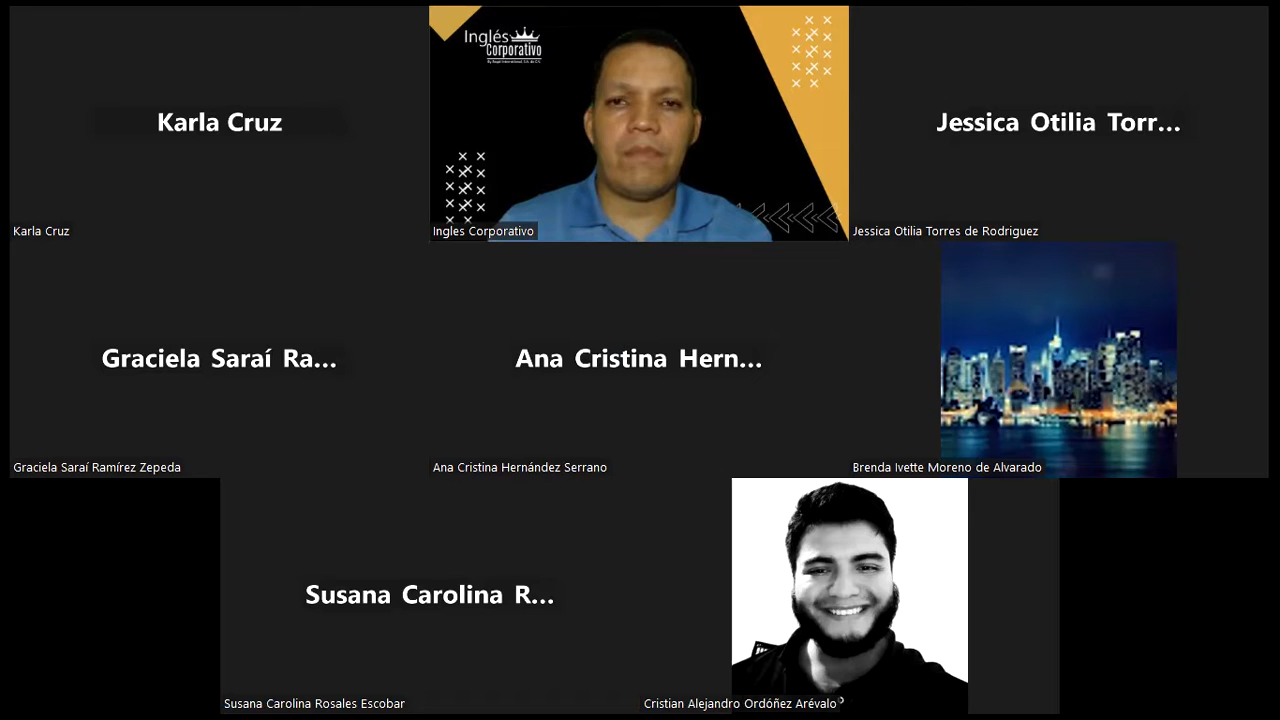 Karla Cruz
Inglés
Corporativo
Jessica Otilia Torr...
Karla Cruz
Ingles Corporativo
Jessica Otilia Torres de Rodriguez
Graciela Saraí Ra...
Ana Cristina Hern...
Graciela Saraí Ramírez Zepeda
Ana Cristina Hernández Serrano
Brenda Ivette Moreno de Alvarado
Susana Carolina R...
Susana Carolina Rosales Escobar
Cristian Alejandro Ordóñez Arévalo